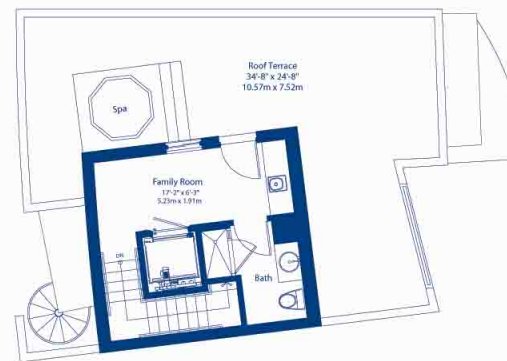 Roof Terrace
34'-8" x 24'-8"
10.57m x 7.52m
Spa
Family Room
17'-2" x 6'-3"
5.23m x 1.91m
DN
Bath